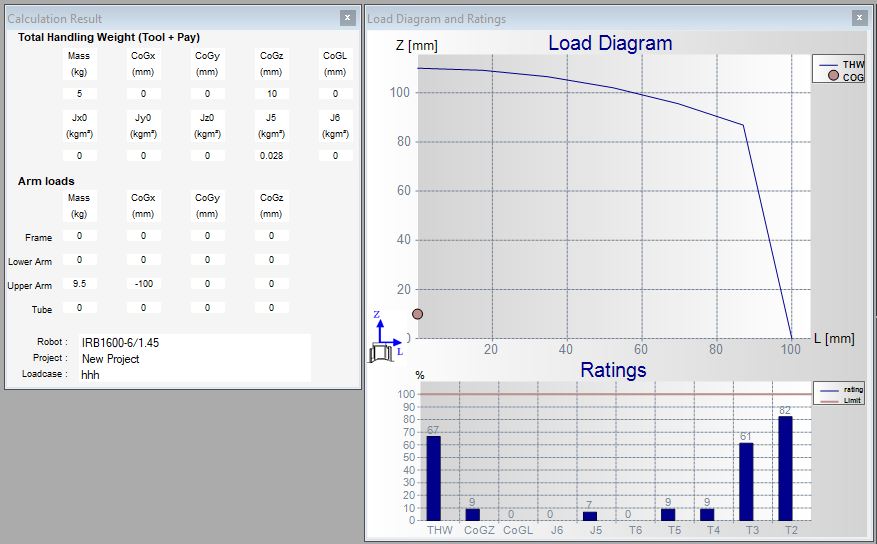 Calculation Result
x
Total Handling Weight (Tool + Pay)
Mass CoGx CoGy CoGz CoGL
(kg) (mm) (mm) (mm) (mm)
5 0 0 10 0
Jx0 Jy0 Jz0 J5 J6
(kgm²) (kgm²) (kgm²) (kgm²) (kgm²)
0 0 0 0.028 0
Arm loads
Mass CoGx CoGy CoGz
(kg) (mm) (mm) (mm)
Frame 0 0 0 0
Lower Arm 0 0 0 0
Upper Arm 9.5 -100 0 0
Tube 0 0 0 0
Robot : IRB1600-6/1.45
Project : New Project
Loadcase : hhh
Load Diagram and Ratings
x
Z [mm]
Load Diagram
THW
COG
100
80
60
40
20
Z
L
0
20 40 60 80 100
L [mm]
Ratings
%
rating
Limit
100
90
80
70
60
50
40
30
20
10
0
67 9 0 0 7 0 9 9 61 82
THW CoGZ CoGL J6 J5 T6 T5 T4 T3 T2